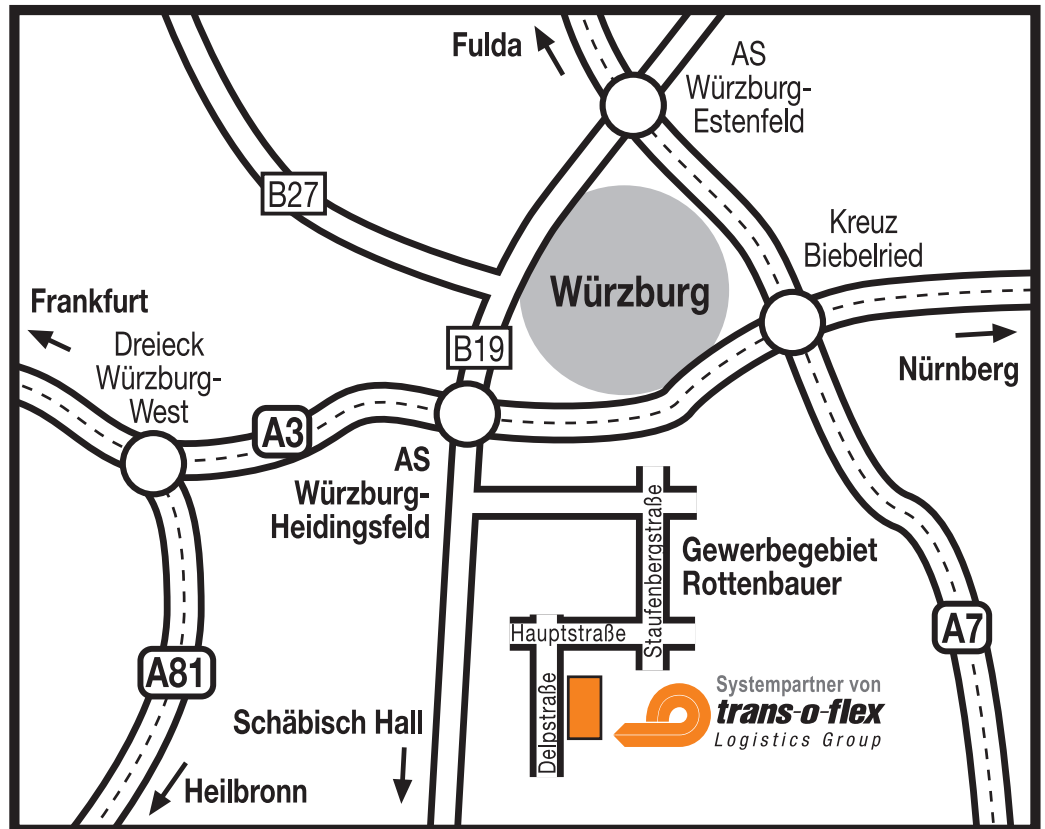 Fulda
AS
Würzburg-
Estenfeld
B27
Kreuz
Biebelried
Würzburg
Frankfurt
Dreieck
Würzburg-
West
B19
Nürnberg
A3
AS
Würzburg-
Heidingsfeld
Staufenbergstraße
Gewerbegebiet
Rottenbauer
Hauptstraße
A7
A81
Delpstraße
Systempartner von
trans-o-flex
Logistics Group
Schäbisch Hall
Heilbronn